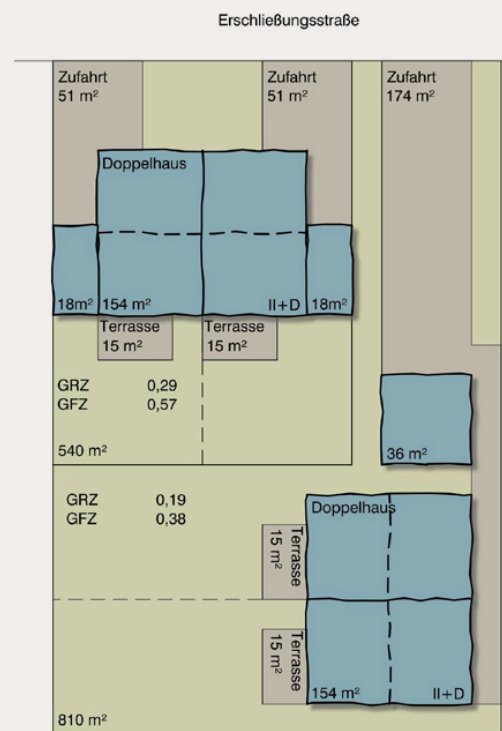 Erschließungsstraße
Zufahrt
51 m²
Zufahrt
51 m²
Zufahrt
174 m²
Doppelhaus
18m²
154 m²
II+D
18m²
Terrasse
15 m²
Terrasse
15 m²
GRZ 0,29
GFZ 0,57
540 m²
36 m²
GRZ 0,19
GFZ 0,38
Doppelhaus
Terrasse
15 m²
Terrasse
15 m²
154 m²
II+D
810 m²